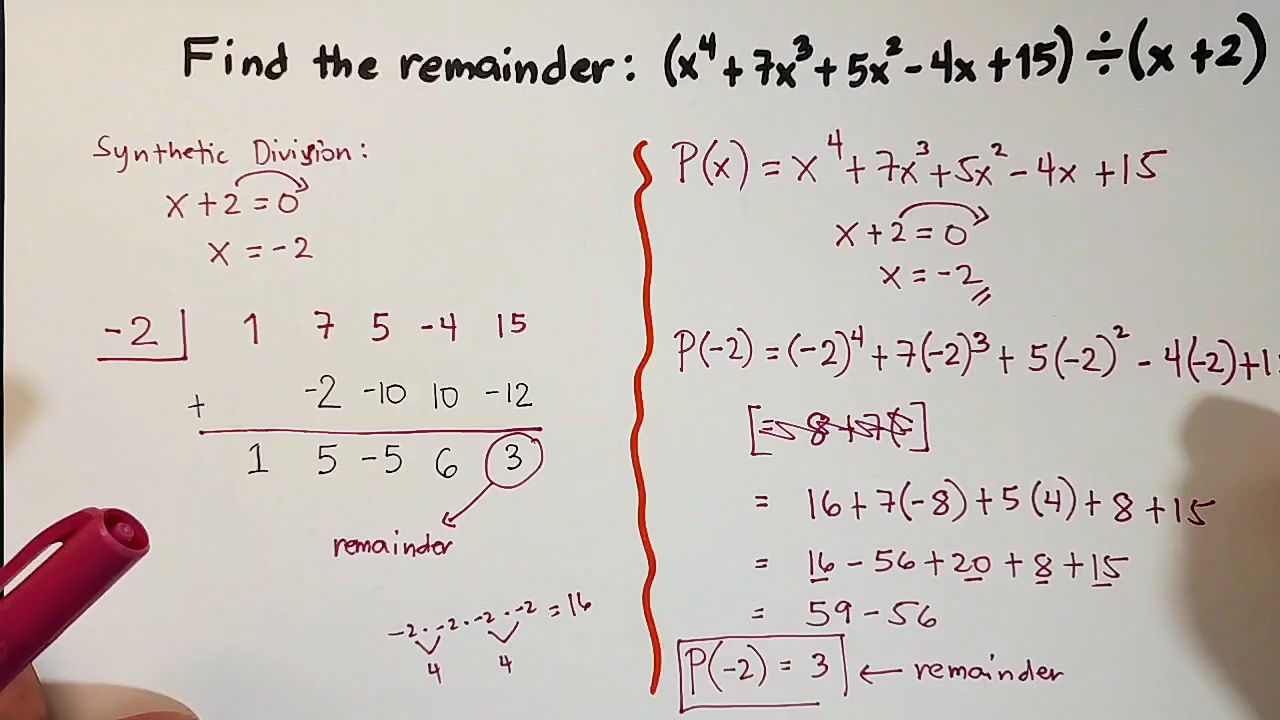 Find the remainder: (x⁴ + 7x³ + 5x² - 4x + 15) ÷ (x + 2)
Synthetic Division:
x + 2 = 0
x = -2
-2 1 7 5 -4 15
+ -2 -10 10 -12
1 5 -5 6 3
remainder
-2 · -2 · -2 · -2 = 16
4 4
P(x) = x⁴ + 7x³ + 5x² - 4x + 15
x + 2 = 0
x = -2
P(-2) = (-2)⁴ + 7(-2)³ + 5(-2)² - 4(-2) + 1
= 16 + 7(-8) + 5(4) + 8 + 15
= 16 - 56 + 20 + 8 + 15
= 59 - 56
P(-2) = 3 ← remainder